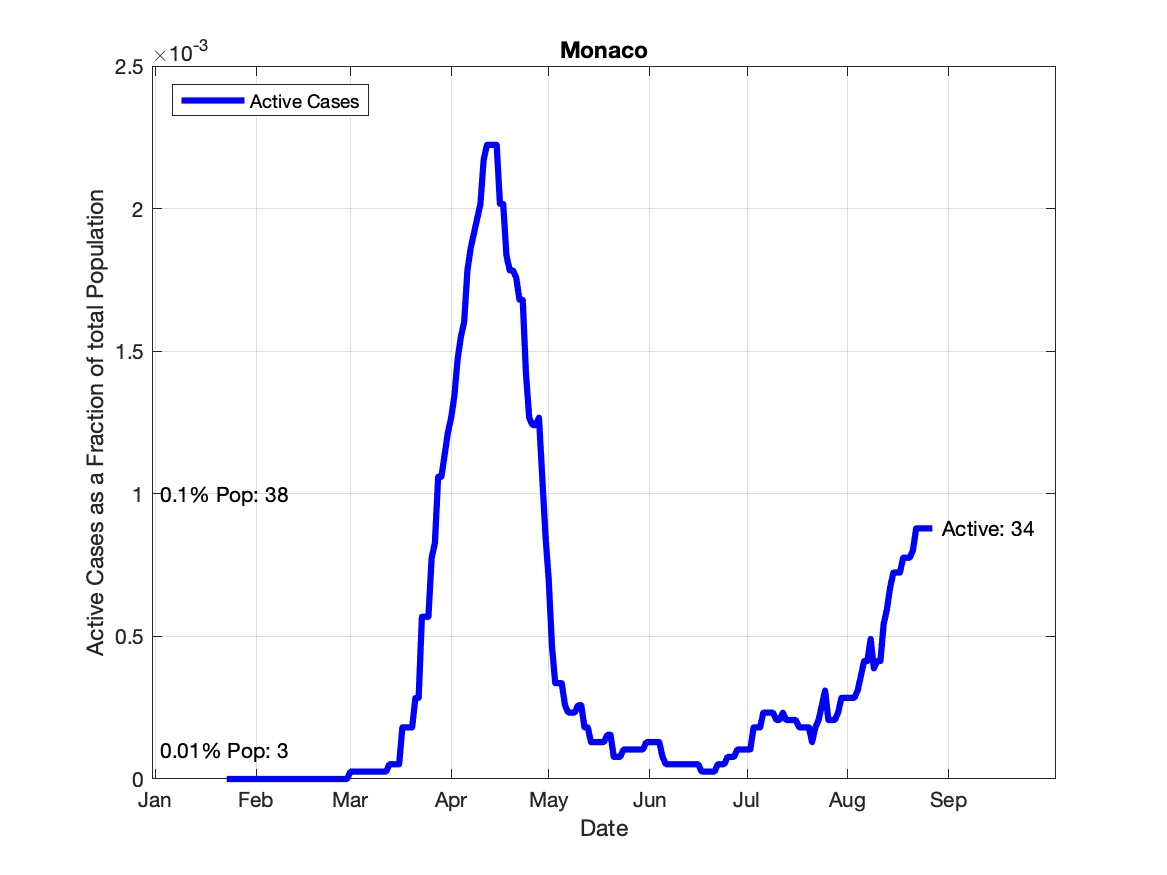 Monaco
×10-3
Active Cases
Active Cases as a Fraction of total Population
2.5
2
1.5
1
0.5
0
0.1% Pop: 38
Active: 34
0.01% Pop: 3
Jan Feb Mar Apr May Jun Jul Aug Sep
Date